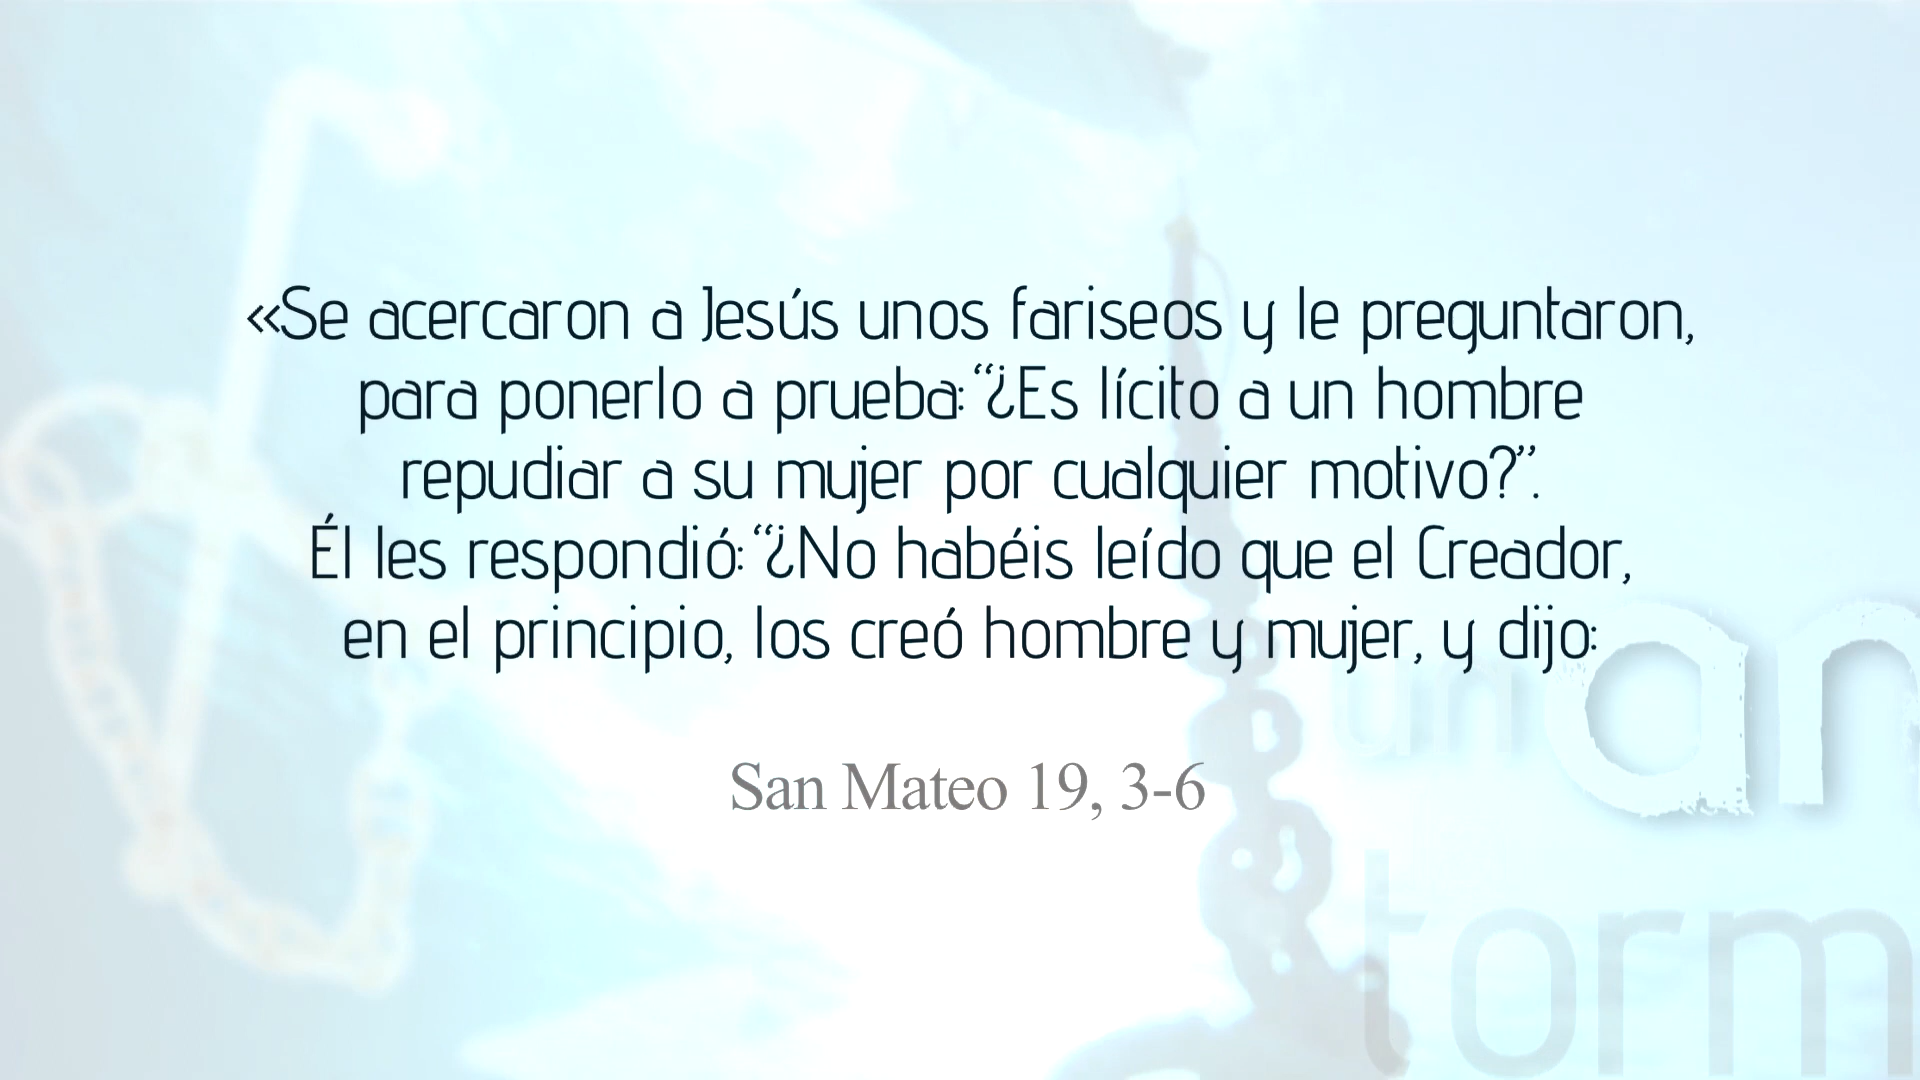 «Se acercaron a Jesús unos fariseos y le preguntaron,
para ponerlo a prueba: “¿Es lícito a un hombre
repudiar a su mujer por cualquier motivo?”.
Él les respondió: “¿No habéis leído que el Creador,
en el principio, los creó hombre y mujer, y dijo:
San Mateo 19, 3-6
un